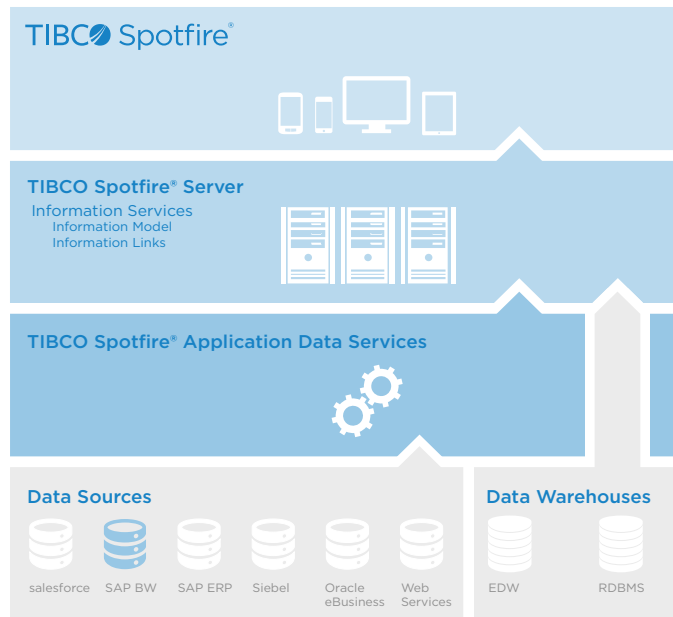 TIBCO Spotfire®
TIBCO Spotfire® Server
Information Services
Information Model
Information Links
TIBCO Spotfire® Application Data Services
Data Sources
salesforce
SAP BW
SAP ERP
Siebel
Oracle
eBusiness
Web
Services
Data Warehouses
EDW
RDBMS